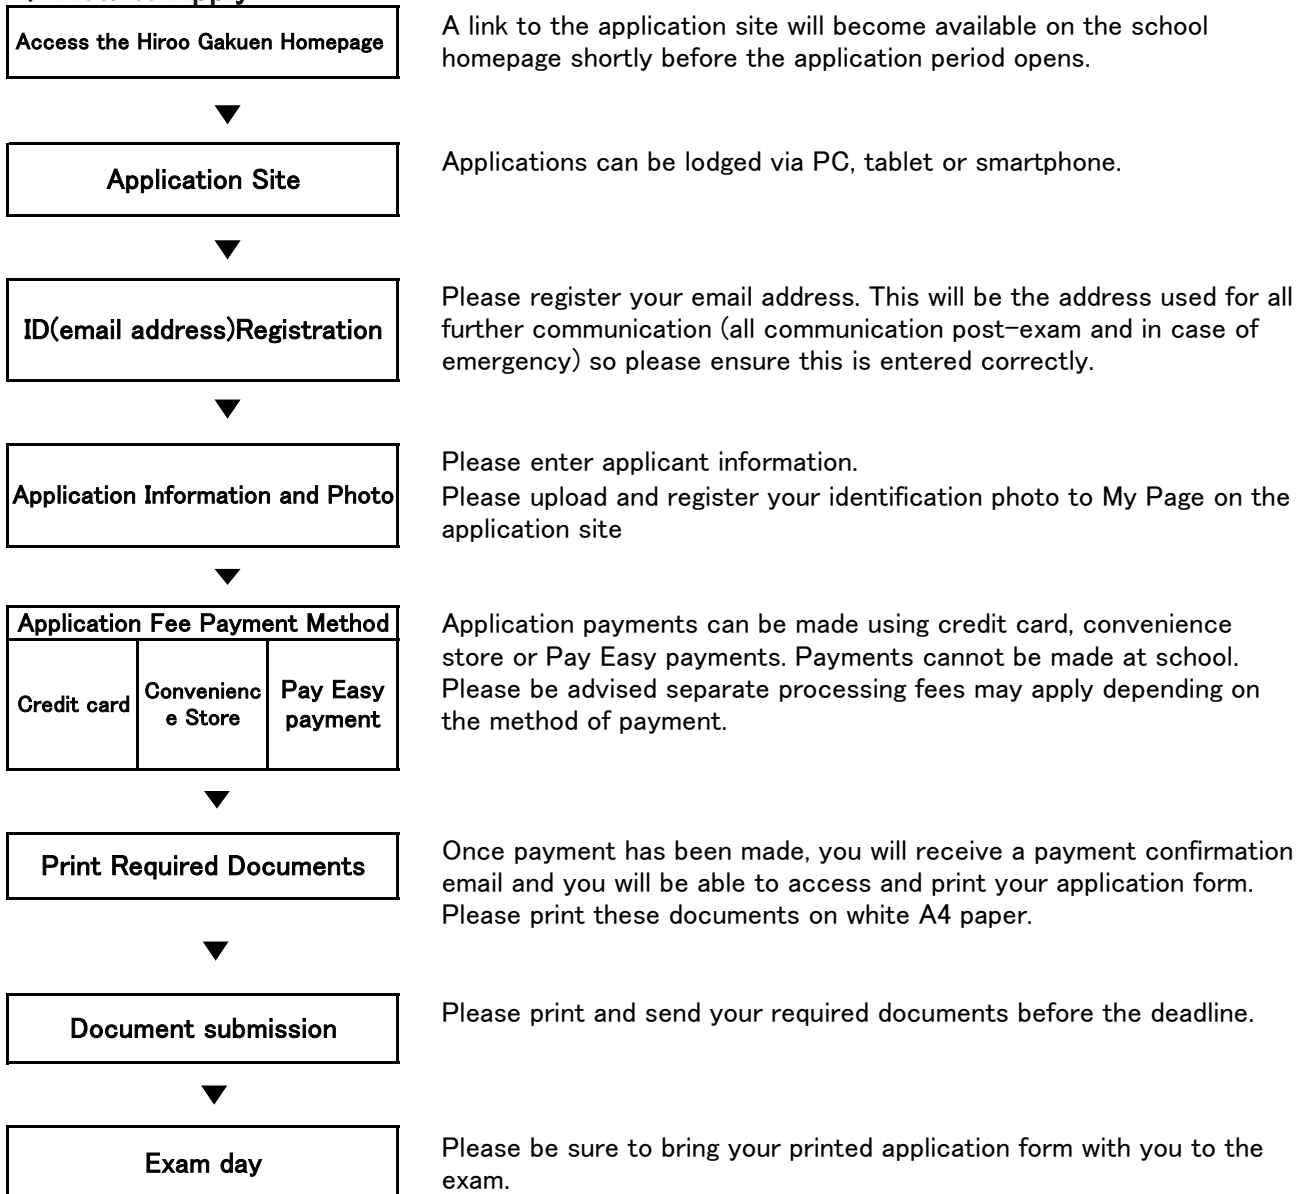 Access the Hiroo Gakuen Homepage
A link to the application site will become available on the school
homepage shortly before the application period opens.
Application Site
Applications can be lodged via PC, tablet or smartphone.
ID(email address)Registration
Please register your email address. This will be the address used for all
further communication (all communication post-exam and in case of
emergency) so please ensure this is entered correctly.
Application Information and Photo
Please enter applicant information.
Please upload and register your identification photo to My Page on the
application site
Application Fee Payment Method
Credit card
Convenienc
e Store
Pay Easy
payment
Application payments can be made using credit card, convenience
store or Pay Easy payments. Payments cannot be made at school.
Please be advised separate processing fees may apply depending on
the method of payment.
Print Required Documents
Once payment has been made, you will receive a payment confirmation
email and you will be able to access and print your application form.
Please print these documents on white A4 paper.
Document submission
Please print and send your required documents before the deadline.
Exam day
Please be sure to bring your printed application form with you to the
exam.